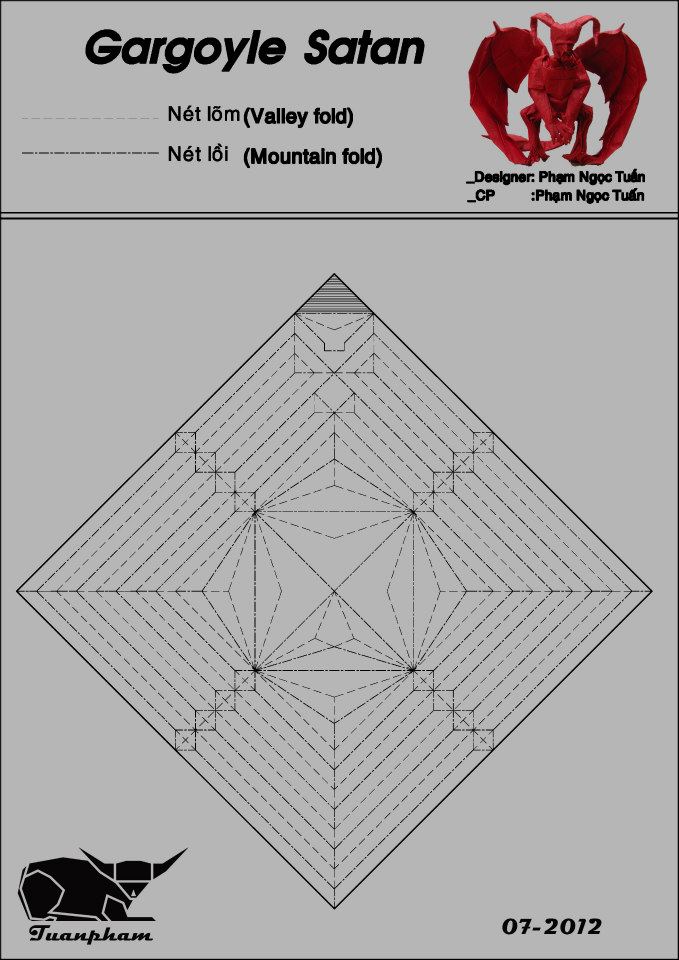 Gargoyle Satan
Nét lõm (Valley fold)
Nét lồi (Mountain fold)
_Designer: Phạm Ngọc Tuấn
_CP :Phạm Ngọc Tuấn
Tuanpham
07-2012